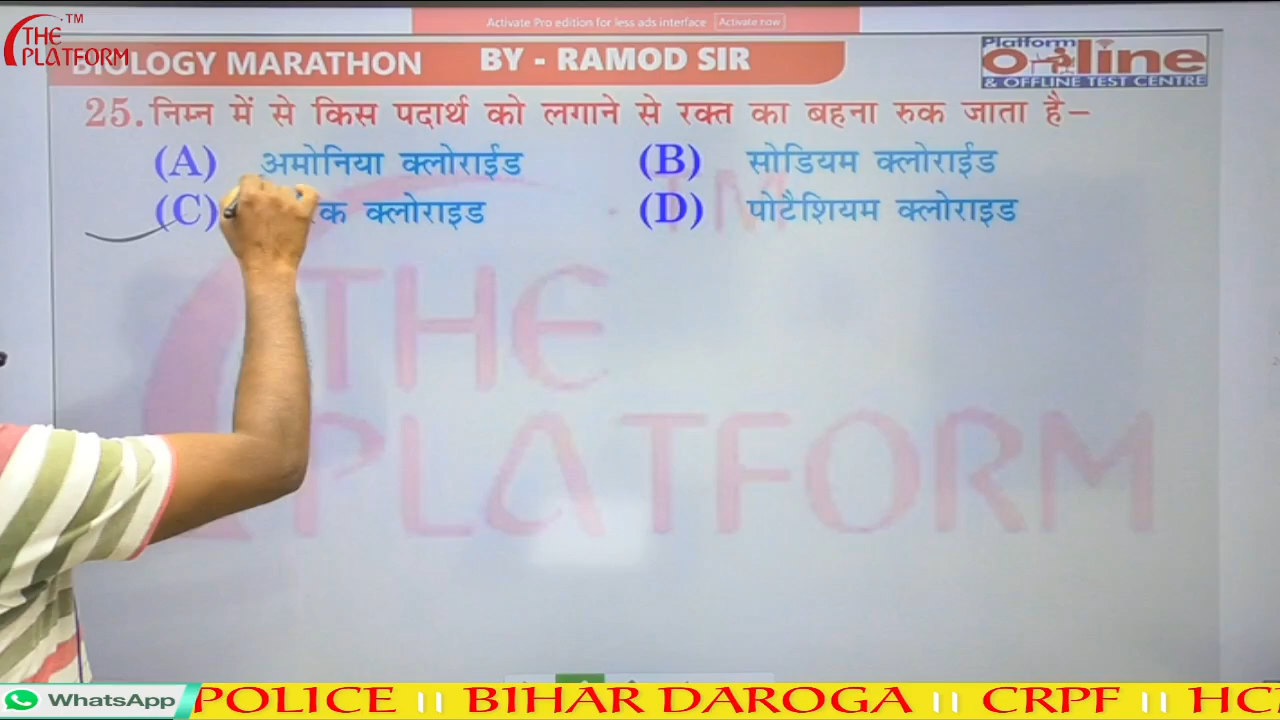 THE PLATFORM TM
Activate Pro edition for less ads interface Activate now
BIOLOGY MARATHON BY - RAMOD SIR
Platform
Online
& OFFLINE TEST CENTRE
25. निम्न में से किस पदार्थ को लगाने से रक्त का बहना रुक जाता है–
(A) अमोनिया क्लोराईड (B) सोडियम क्लोराईड
(C) क्लोराइड (D) पोटैशियम क्लोराइड
TM
THE
PLATFORM
WhatsApp POLICE || BIHAR DAROGA || CRPF || HC